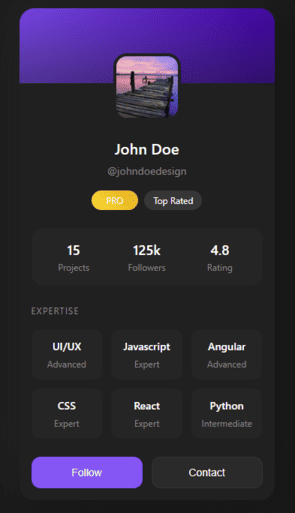 John Doe
@johndoedesign
PRO Top Rated
15 125k 4.8
Projects Followers Rating
EXPERTISE
UI/UX Javascript Angular
Advanced Expert Advanced
CSS React Python
Expert Expert Intermediate
Follow Contact